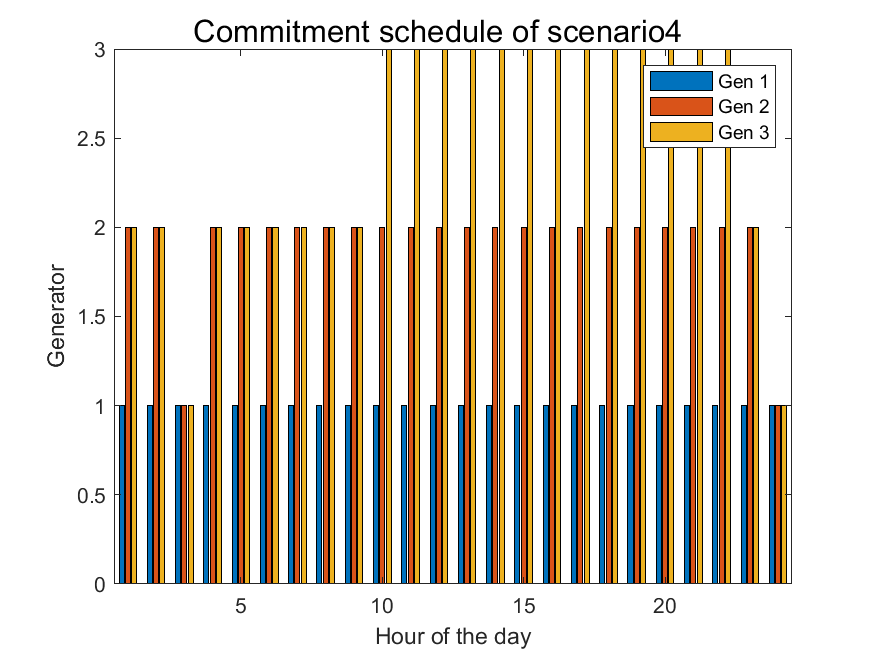 Commitment schedule of scenario4
3
2.5
2
1.5
1
0.5
0
Generator
Gen 1
Gen 2
Gen 3
5
10
15
20
Hour of the day